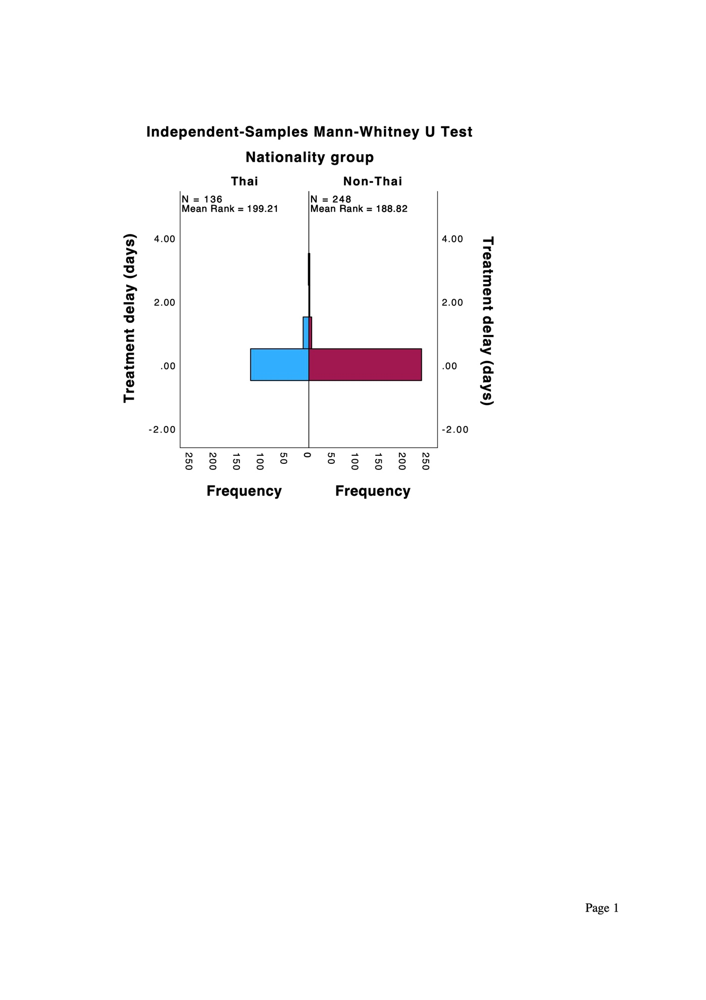 Independent-Samples Mann-Whitney U Test
Nationality group
Thai Non-Thai
N = 136 N = 248
Mean Rank = 199.21 Mean Rank = 188.82
Treatment delay (days)
4.00 4.00
2.00 2.00
.00 .00
-2.00 -2.00
Treatment delay (days)
250 200 150 100 50 0 50 100 150 200 250
Frequency Frequency
Page 1